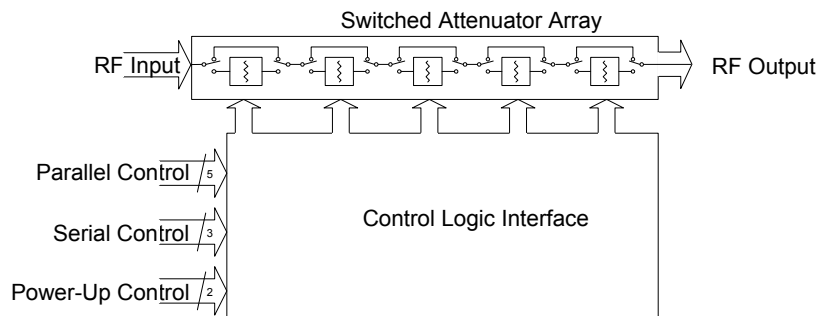 Switched Attenuator Array
RF Input
RF Output
Parallel Control
5
Control Logic Interface
Serial Control
3
Power-Up Control
2